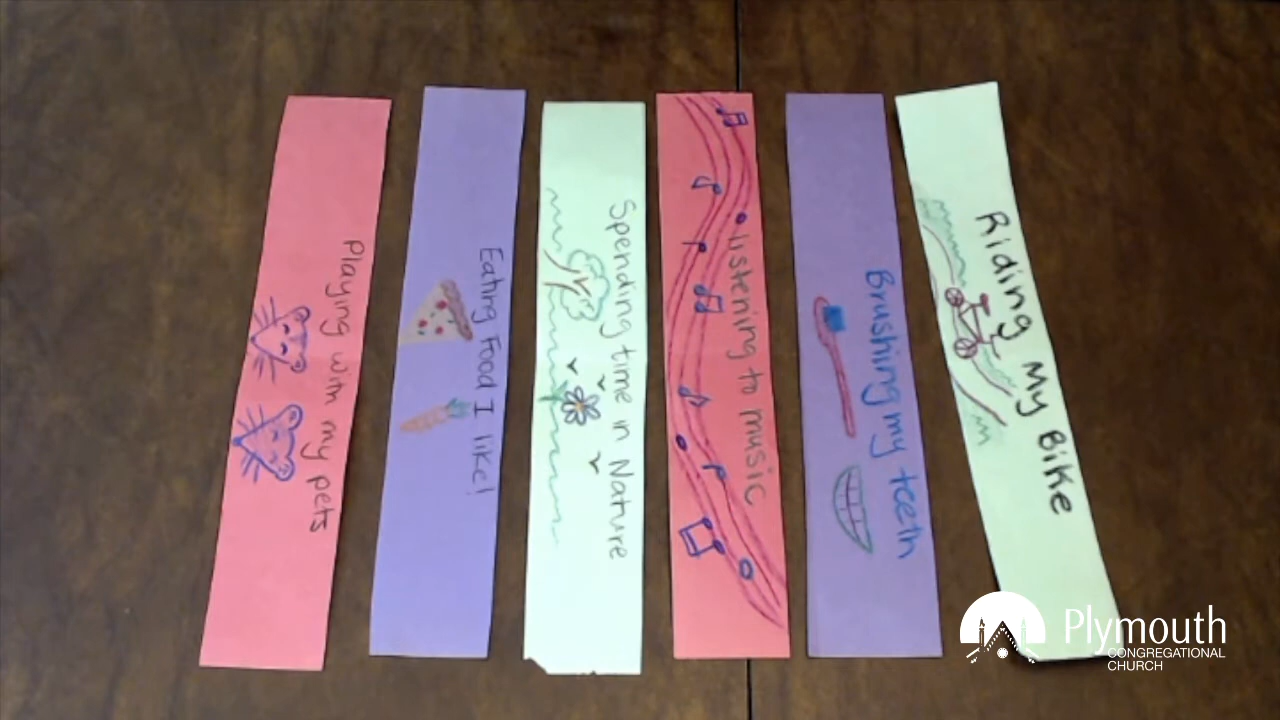 Playing with my pets
Eating Food I like!
Spending time in Nature
listening to music
Brushing my teeth
Riding My Bike
Plymouth
CONGREGATIONAL
CHURCH